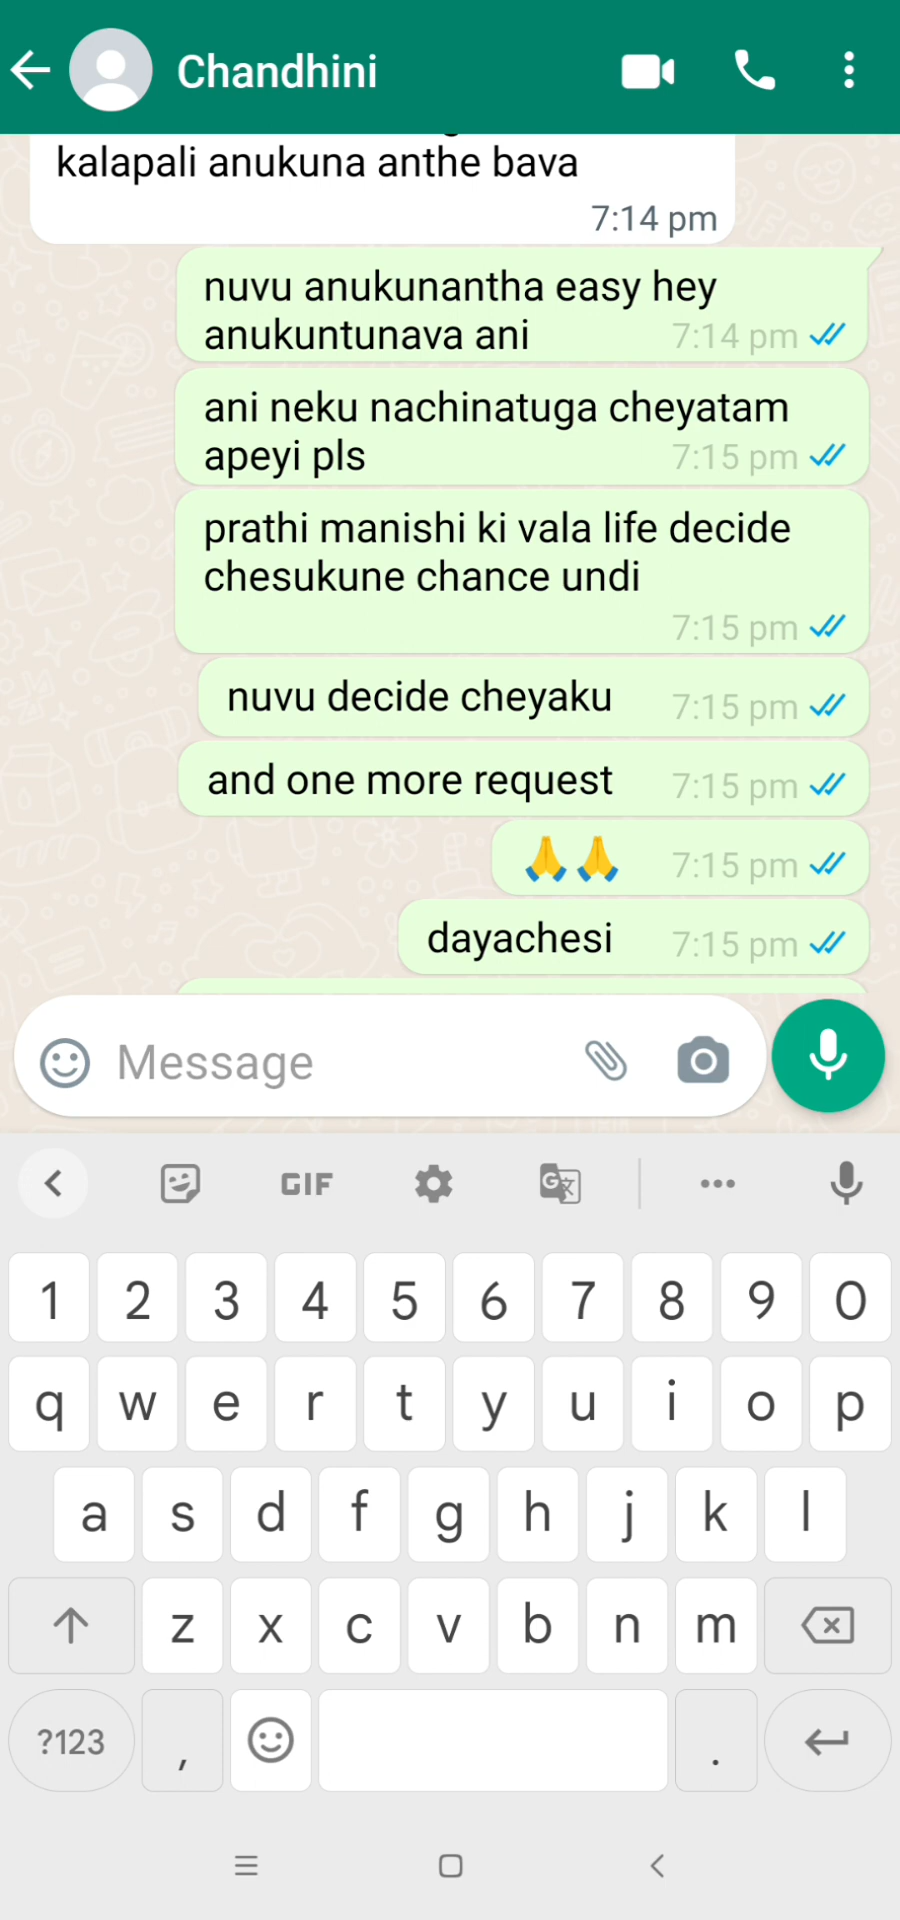 Chandhini
kalapali anukuna anthe bava
7:14 pm
nuvu anukunantha easy hey
anukuntunava ani 7:14 pm
ani neku nachinatuga cheyatam
apeyi pls 7:15 pm
prathi manishi ki vala life decide
chesukune chance undi
7:15 pm
nuvu decide cheyaku 7:15 pm
and one more request 7:15 pm
🙏🙏 7:15 pm
dayachesi 7:15 pm
Message
GIF
1 2 3 4 5 6 7 8 9 0
q w e r t y u i o p
a s d f g h j k l
z x c v b n m
?123 , .